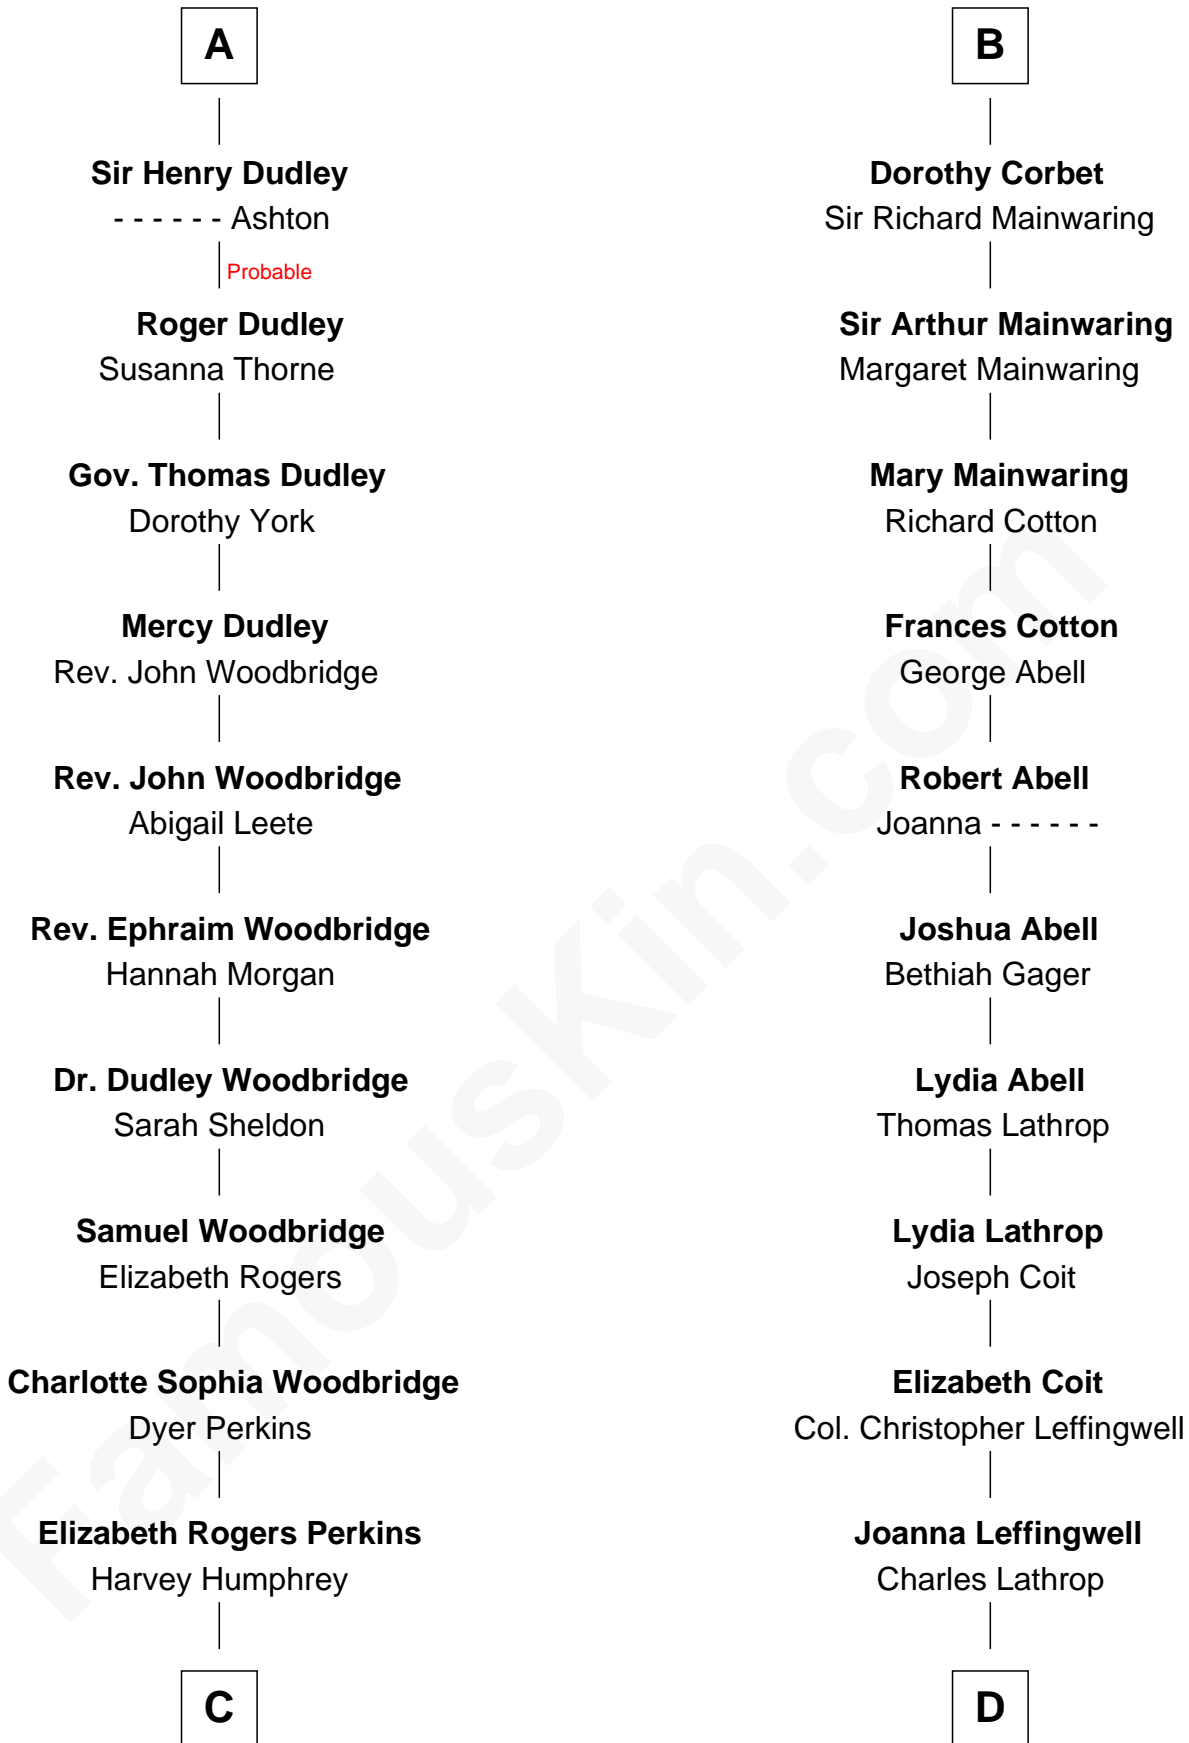 A
Sir Henry Dudley
- - - - - - Ashton
Probable
Roger Dudley
Susanna Thorne
Gov. Thomas Dudley
Dorothy York
Mercy Dudley
Rev. John Woodbridge
Rev. John Woodbridge
Abigail Leete
Rev. Ephraim Woodbridge
Hannah Morgan
Dr. Dudley Woodbridge
Sarah Sheldon
Samuel Woodbridge
Elizabeth Rogers
Charlotte Sophia Woodbridge
Dyer Perkins
Elizabeth Rogers Perkins
Harvey Humphrey
C
B
Dorothy Corbet
Sir Richard Mainwaring
Sir Arthur Mainwaring
Margaret Mainwaring
Mary Mainwaring
Richard Cotton
Frances Cotton
George Abell
Robert Abell
Joanna - - - - - -
Joshua Abell
Bethiah Gager
Lydia Abell
Thomas Lathrop
Lydia Lathrop
Joseph Coit
Elizabeth Coit
Col. Christopher Leffingwell
Joanna Leffingwell
Charles Lathrop
D
FamousKin.com